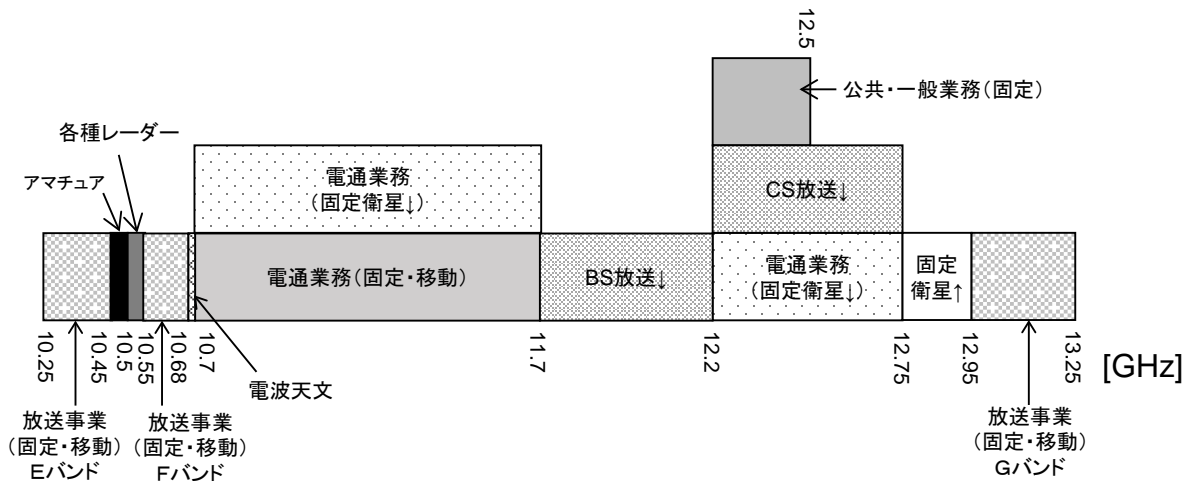 12.5
公共・一般業務(固定)
各種レーダー
アマチュア
電通業務
(固定衛星↓)
CS放送↓
電通業務(固定・移動)
BS放送↓
電通業務
(固定衛星↓)
固定
衛星↑
10.25
10.45
10.5
10.55
10.68
10.7
11.7
12.2
12.75
12.95
13.25
[GHz]
電波天文
放送事業
(固定・移動)
Eバンド
放送事業
(固定・移動)
Fバンド
放送事業
(固定・移動)
Gバンド